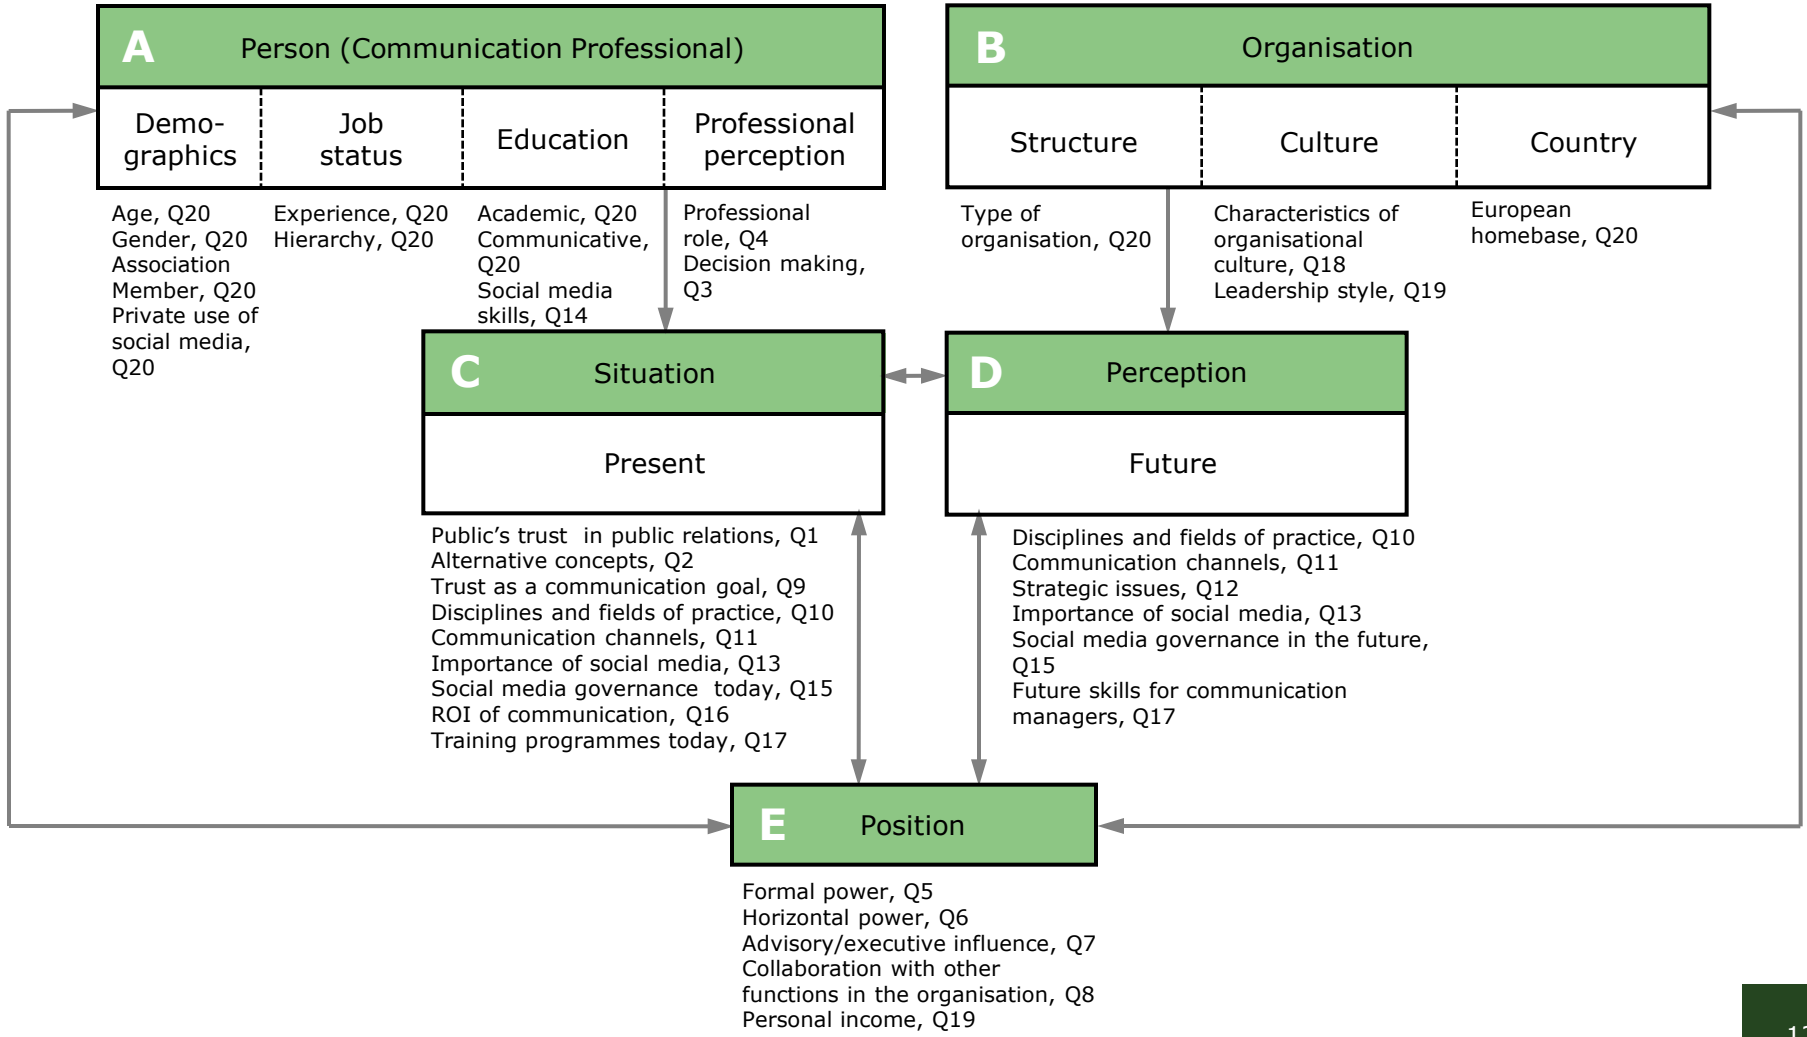 A
Person (Communication Professional)
Demo-
graphics
Job
status
Education
Professional
perception
Age, Q20
Gender, Q20
Association
Member, Q20
Private use of
social media,
Q20
Experience, Q20
Hierarchy, Q20
Academic, Q20
Communicative,
Q20
Social media
skills, Q14
Professional
role, Q4
Decision making,
Q3
B
Organisation
Structure
Culture
Country
Type of
organisation, Q20
Characteristics of
organisational
culture, Q18
Leadership style, Q19
European
homebase, Q20
C
Situation
Present
Public’s trust  in public relations, Q1
Alternative concepts, Q2
Trust as a communication goal, Q9
Disciplines and fields of practice, Q10
Communication channels, Q11
Importance of social media, Q13
Social media governance  today, Q15
ROI of communication, Q16
Training programmes today, Q17
D
Perception
Future
Disciplines and fields of practice, Q10
Communication channels, Q11
Strategic issues, Q12
Importance of social media, Q13
Social media governance in the future,
Q15
Future skills for communication
managers, Q17
E
Position
Formal power, Q5
Horizontal power, Q6
Advisory/executive influence, Q7
Collaboration with other
functions in the organisation, Q8
Personal income, Q19